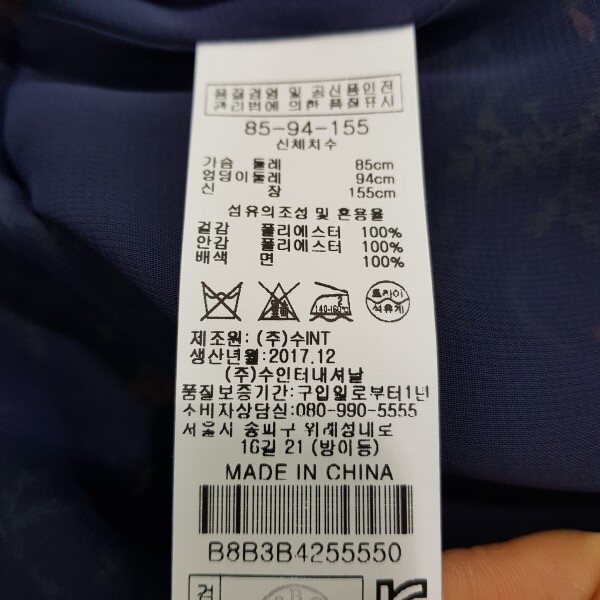 품질경영 및 공산품안전
관리법에 의한 품질표시
85-94-155
신체치수
가슴 둘레 85cm
엉덩이둘레 94cm
신 장 155cm
섬유의조성 및 혼용율
겉감 폴리에스터 100%
안감 폴리에스터 100%
배색 면 100%
2
140-160℃
드라이
석유계
제조원: (주)수INT
생산년월:2017.12
(주)수인터내셔날
품질보증기간:구입일로부터1년
소비자상담실:080-990-5555
서울시 송파구 위례성대로
16길 21 (방이동)
MADE IN CHINA
B8B3B4255550
검